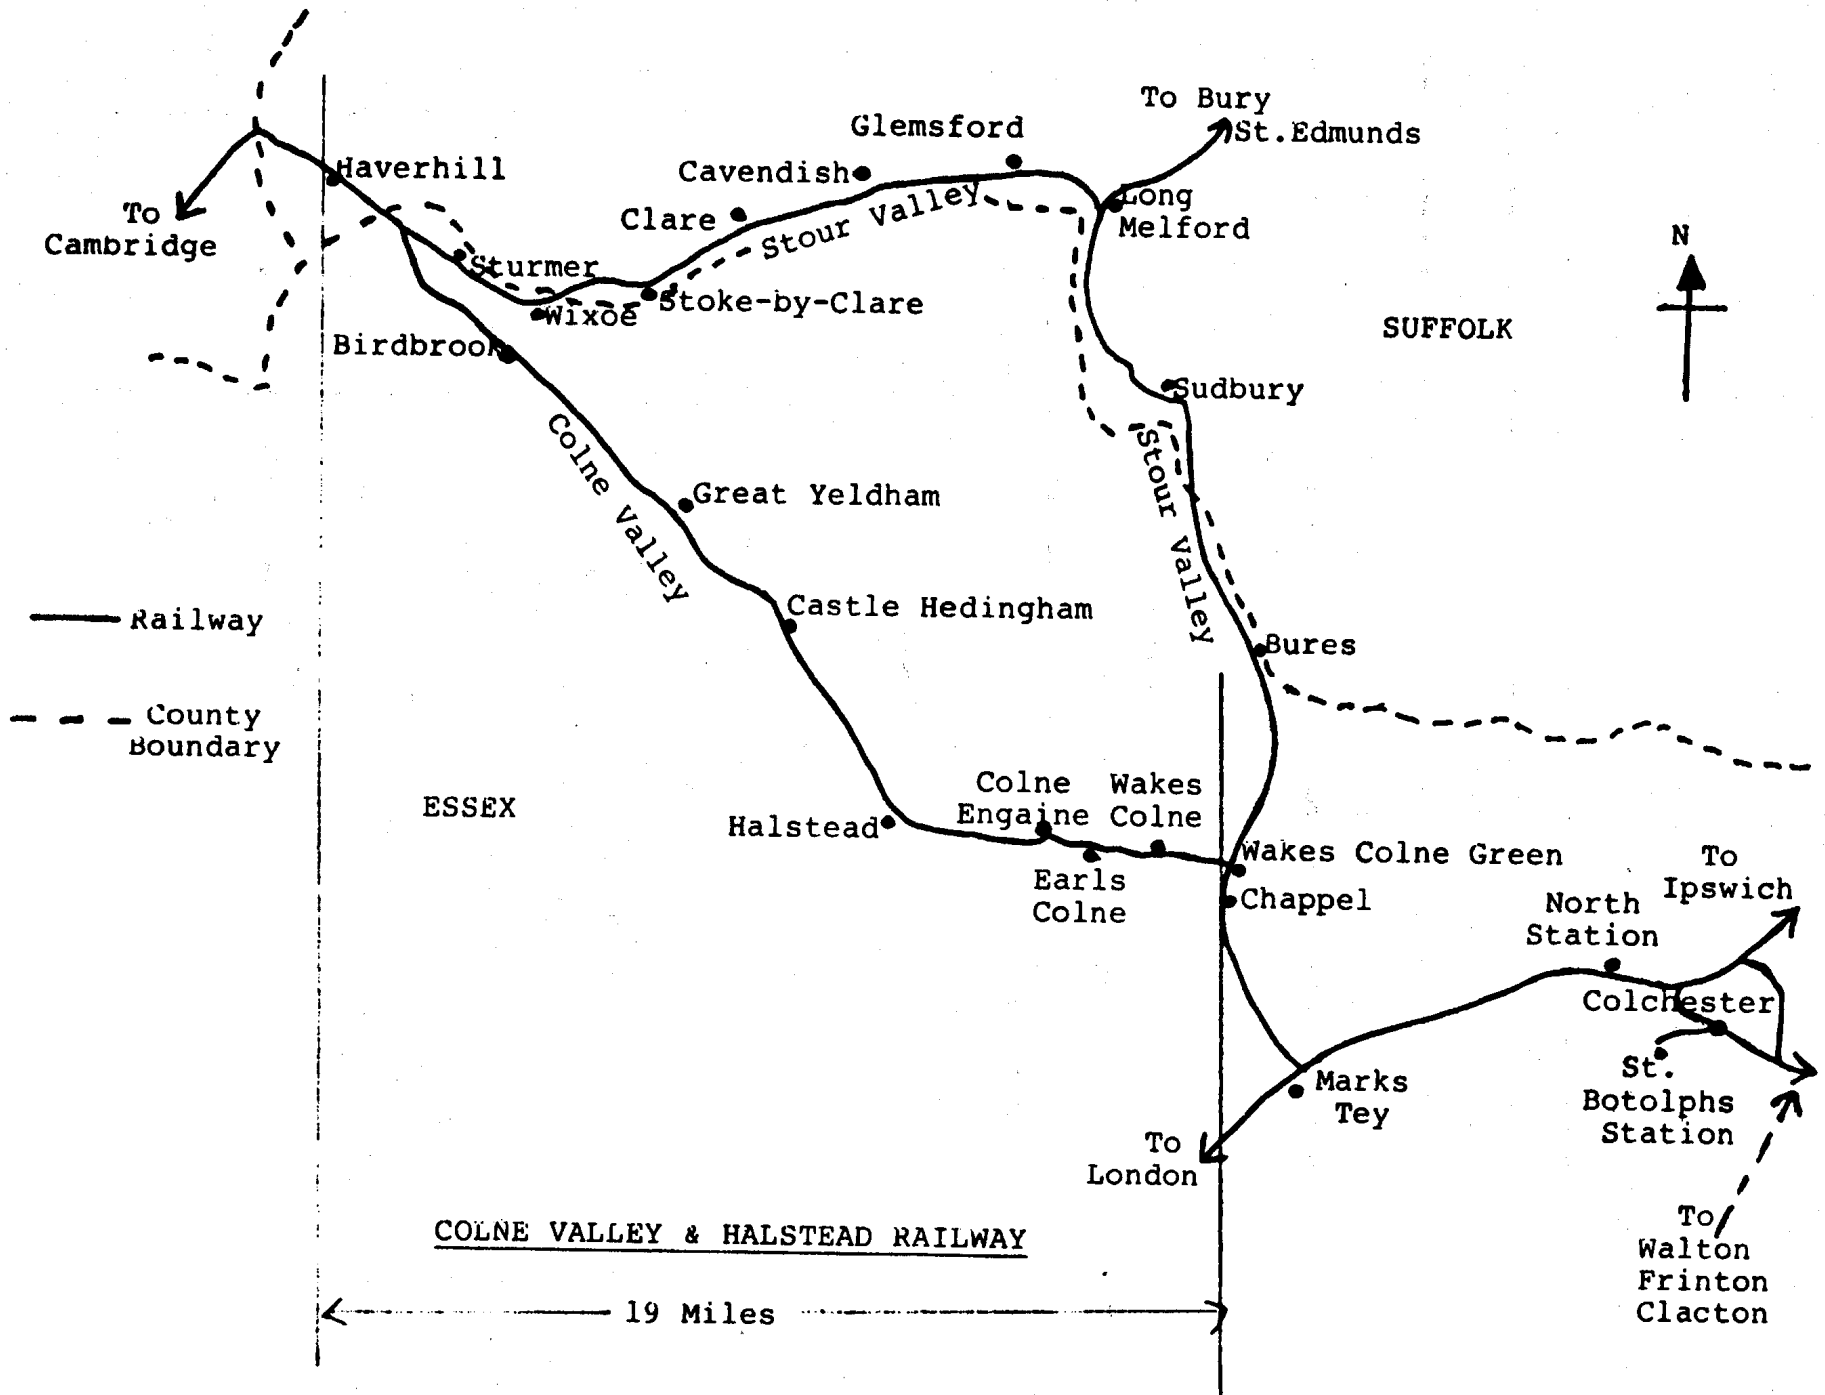 To Bury
St.Edmunds
Glemsford
Haverhill
Cavendish
Stour Valley
Long
Melford
Clare
To
Cambridge
N
Sturmer
Stoke-by-Clare
Wixoe
SUFFOLK
Birdbrook
Sudbury
Colne Valley
Stour Valley
Great Yeldham
Castle Hedingham
Railway
Bures
County
Boundary
ESSEX
Colne
Engaine
Wakes
Colne
Halstead
Wakes Colne Green
Earls
Colne
Chappel
To
Ipswich
North
Station
Colchester
St.
Botolphs
Station
Marks
Tey
To
London
To
Walton
Frinton
Clacton
COLNE VALLEY & HALSTEAD RAILWAY
19 Miles